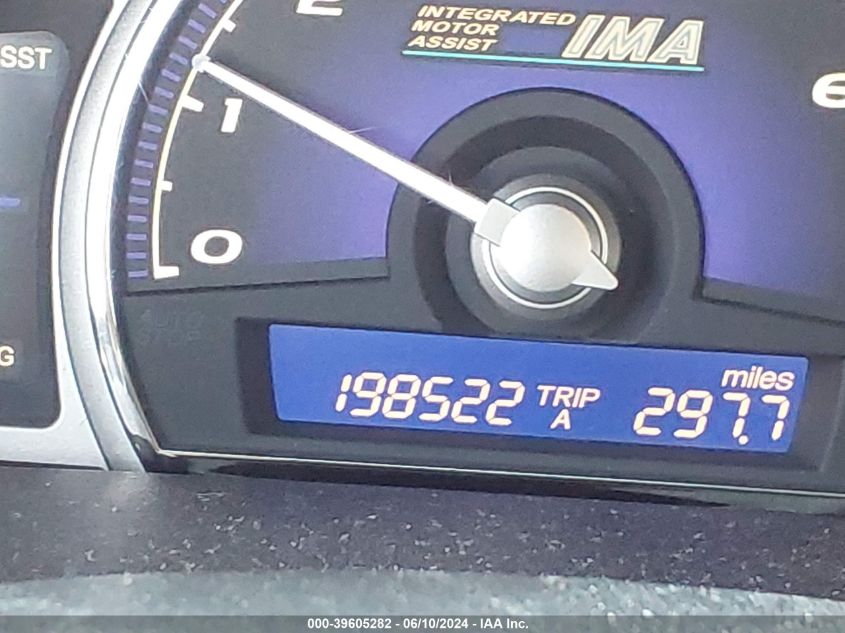 2
INTEGRATED
MOTOR
ASSIST
IMA
SST
6
1
0
G
miles
198522 TRIP A 297.7
000-39605282 - 06/10/2024 - IAA Inc.